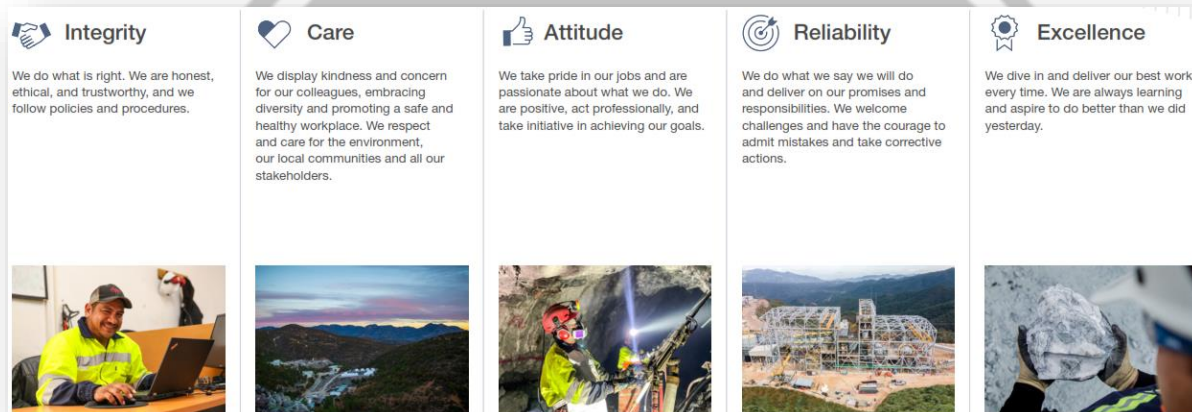 Integrity
We do what is right. We are honest,
ethical, and trustworthy, and we
follow policies and procedures.
Care
We display kindness and concern
for our colleagues, embracing
diversity and promoting a safe and
healthy workplace. We respect
and care for the environment,
our local communities and all our
stakeholders.
Attitude
We take pride in our jobs and are
passionate about what we do. We
are positive, act professionally, and
take initiative in achieving our goals.
Reliability
We do what we say we will do
and deliver on our promises and
responsibilities. We welcome
challenges and have the courage to
admit mistakes and take corrective
actions.
Excellence
We dive in and deliver our best work
every time. We are always learning
and aspire to do better than we did
yesterday.